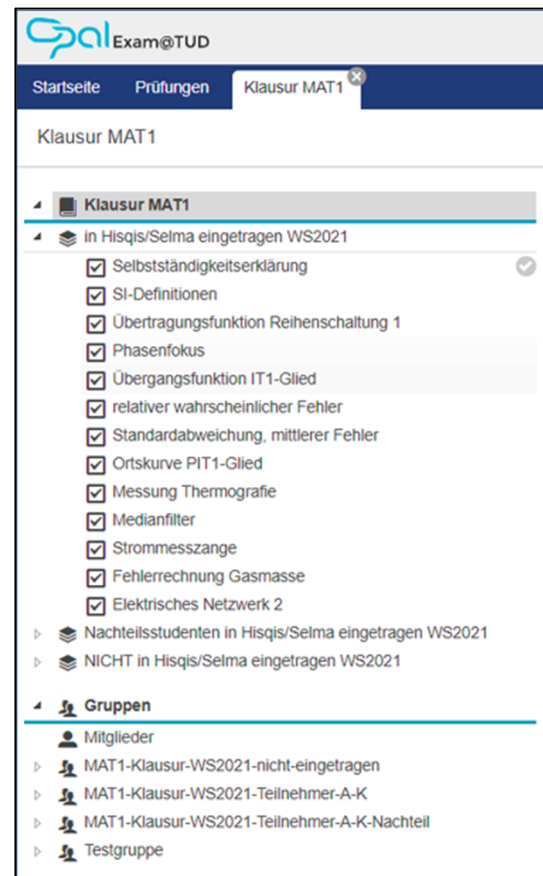 Opal Exam@TUD
Startseite Prüfungen Klausur MAT1
Klausur MAT1
Klausur MAT1
in Hisqis/Selma eingetragen WS2021
Selbstständigkeitserklärung
SI-Definitionen
Übertragungsfunktion Reihenschaltung 1
Phasenfokus
Übergangsfunktion IT1-Glied
relativer wahrscheinlicher Fehler
Standardabweichung, mittlerer Fehler
Ortskurve PIT1-Glied
Messung Thermografie
Medianfilter
Strommesszange
Fehlerrechnung Gasmasse
Elektrisches Netzwerk 2
Nachteilsstudenten in Hisqis/Selma eingetragen WS2021
NICHT in Hisqis/Selma eingetragen WS2021
Gruppen
Mitglieder
MAT1-Klausur-WS2021-nicht-eingetragen
MAT1-Klausur-WS2021-Teilnehmer-A-K
MAT1-Klausur-WS2021-Teilnehmer-A-K-Nachteil
Testgruppe